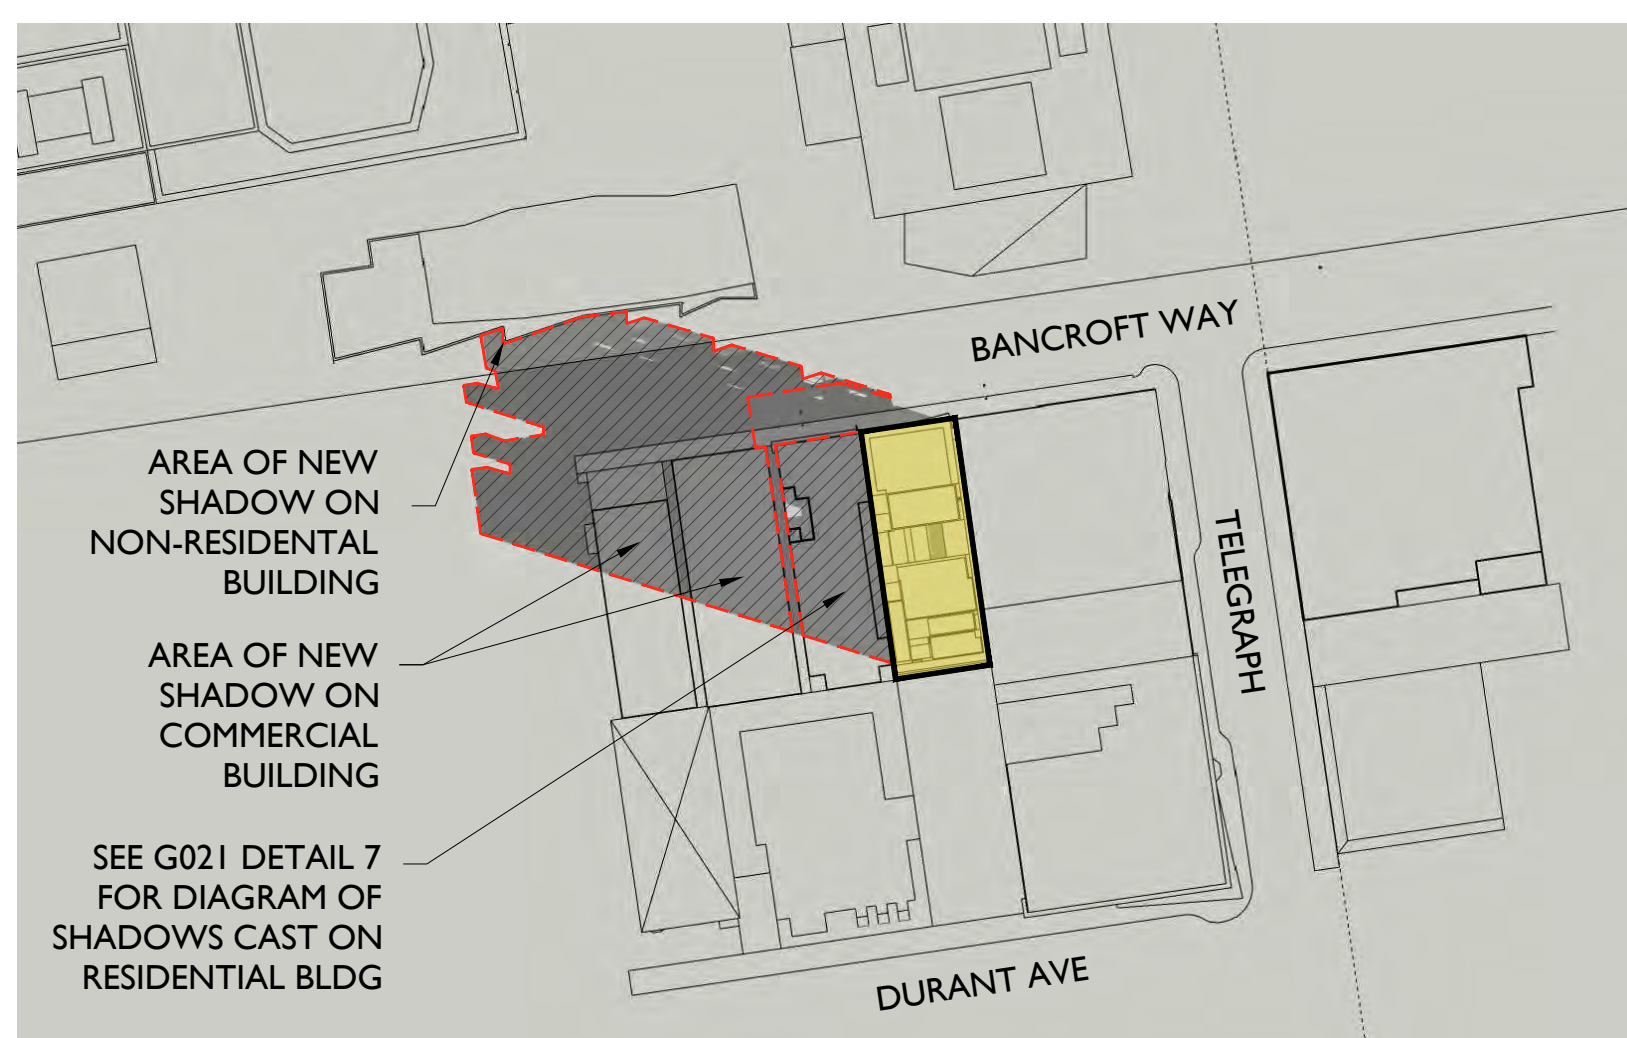 BANCROFT WAY
AREA OF NEW
SHADOW ON
NON-RESIDENTAL
BUILDING
TELEGRAPH
AREA OF NEW
SHADOW ON
COMMERCIAL
BUILDING
SEE G021 DETAIL 7
FOR DIAGRAM OF
SHADOWS CAST ON
RESIDENTIAL BLDG
DURANT AVE